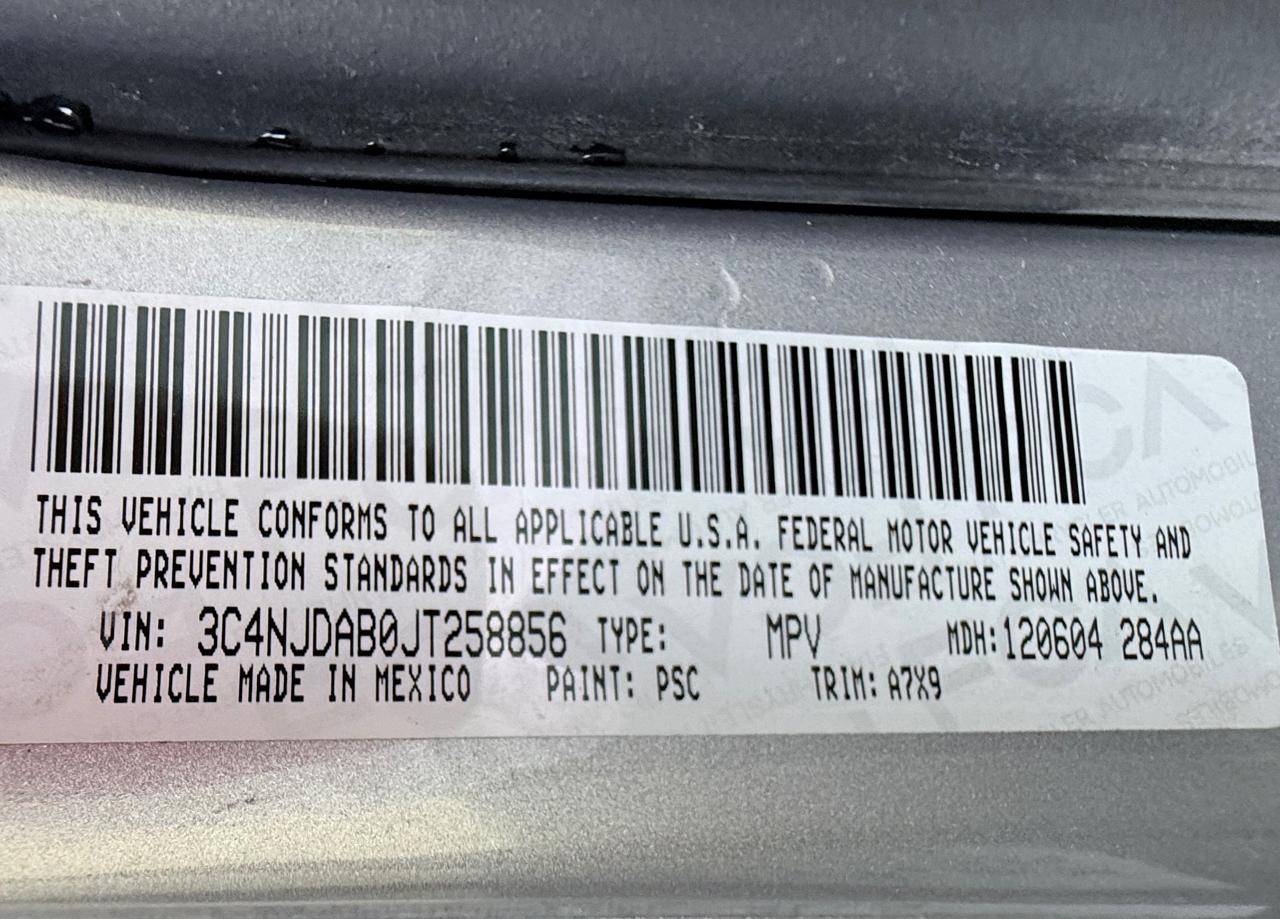 THIS VEHICLE CONFORMS TO ALL APPLICABLE U.S.A. FEDERAL MOTOR VEHICLE SAFETY AND
THEFT PREVENTION STANDARDS IN EFFECT ON THE DATE OF MANUFACTURE SHOWN ABOVE.
VIN: 3C4NJDAB0JT258856 TYPE: MPV MDH:120604 284AA
VEHICLE MADE IN MEXICO PAINT: PSC TRIM: A7X9